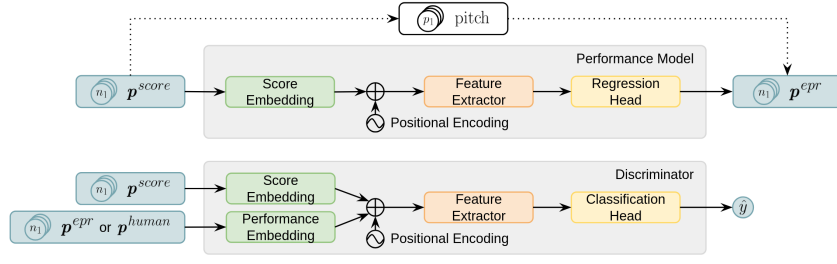 p₁ pitch
Performance Model
n₁ p^score
Score
Embedding
Feature
Extractor
Regression
Head
n₁ p^epr
Positional Encoding
Discriminator
n₁ p^score
Score
Embedding
n₁ p^epr or p^human
Performance
Embedding
Feature
Extractor
Classification
Head
ŷ
Positional Encoding